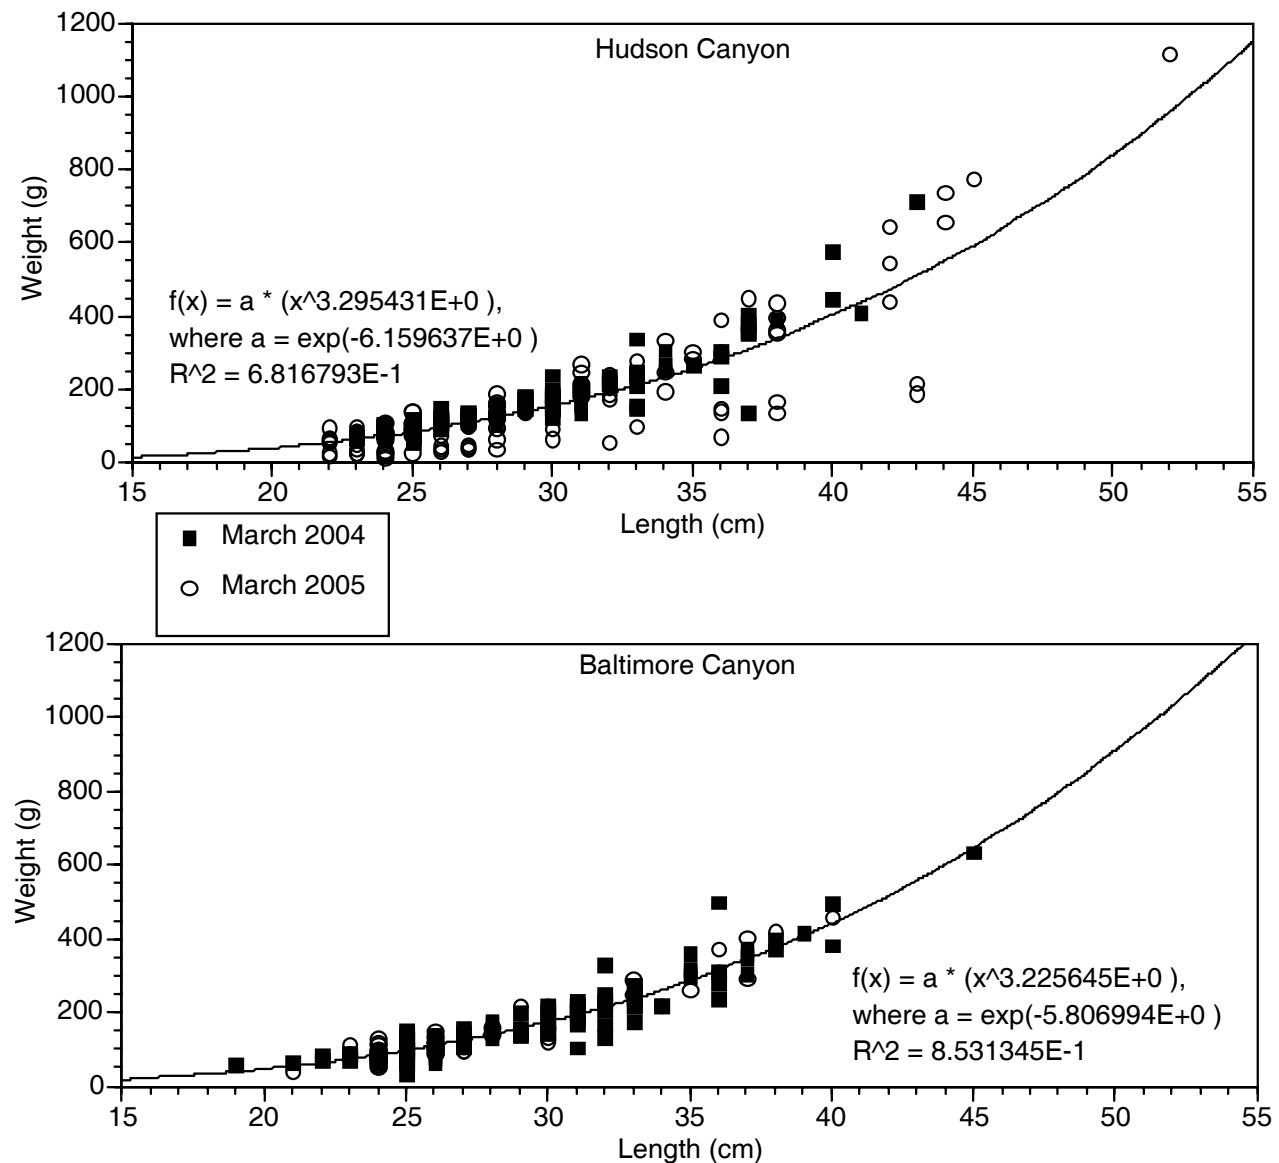 Hudson Canyon
1200
1000
800
600
400
200
0
Weight (g)
f(x) = a * (x^3.295431E+0 ),
where a = exp(-6.159637E+0 )
R^2 = 6.816793E-1
15 20 25 30 35 40 45 50 55
Length (cm)
March 2004
March 2005
Baltimore Canyon
1200
1000
800
600
400
200
0
Weight (g)
f(x) = a * (x^3.225645E+0 ),
where a = exp(-5.806994E+0 )
R^2 = 8.531345E-1
15 20 25 30 35 40 45 50 55
Length (cm)